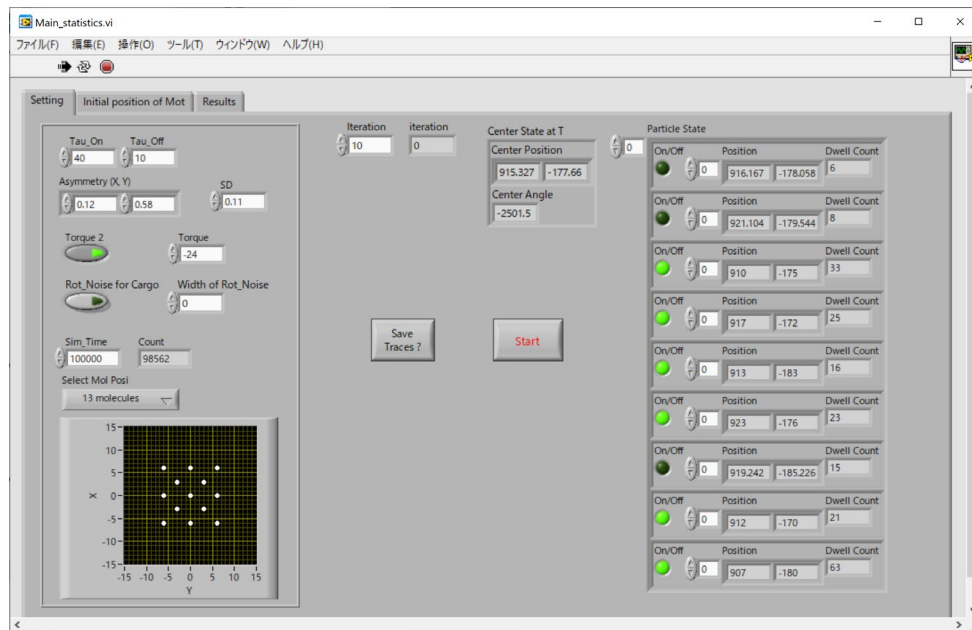 Main_statistics.vi
ファイル(F) 編集(E) 操作(O) ツール(T) ウィンドウ(W) ヘルプ(H)
Setting Initial position of Mot Results
Tau_On Tau_Off
40 10
Asymmetry (X, Y) SD
0.12 0.58 0.11
Torque 2 Torque
-24
Rot_Noise for Cargo Width of Rot_Noise
0
Sim_Time Count
100000 98562
Select Mol Posi
13 molecules
15
10
5
X 0
-5
-10
-15
-15 -10 -5 0 5 10 15
Y
Iteration iteration
10 0
Center State at T
Center Position
915.327 -177.66
Center Angle
-2501.5
Save
Traces ?
Start
Particle State
0
On/Off Position Dwell Count
0 916.167 -178.058 6
On/Off Position Dwell Count
0 921.104 -179.544 8
On/Off Position Dwell Count
0 910 -175 33
On/Off Position Dwell Count
0 917 -172 25
On/Off Position Dwell Count
0 913 -183 16
On/Off Position Dwell Count
0 923 -176 23
On/Off Position Dwell Count
0 919.242 -185.226 15
On/Off Position Dwell Count
0 912 -170 21
On/Off Position Dwell Count
0 907 -180 63